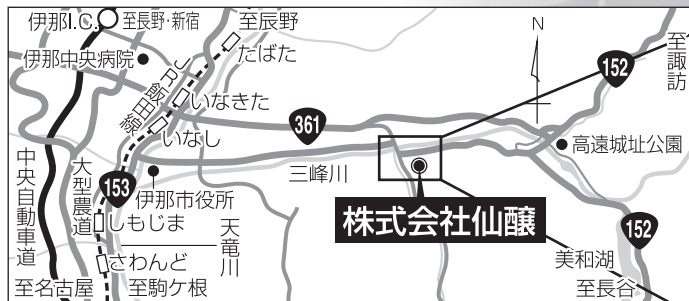 伊那I.C.
至長野・新宿
至辰野
たばた
伊那中央病院
JR飯田線
いなきた
いなし
361
N
152
至諏訪
高遠城址公園
三峰川
株式会社仙醸
中央自動車道
大型農道
153
伊那市役所
しもじま
天竜川
さわんど
至名古屋
至駒ケ根
152
美和湖
至長谷